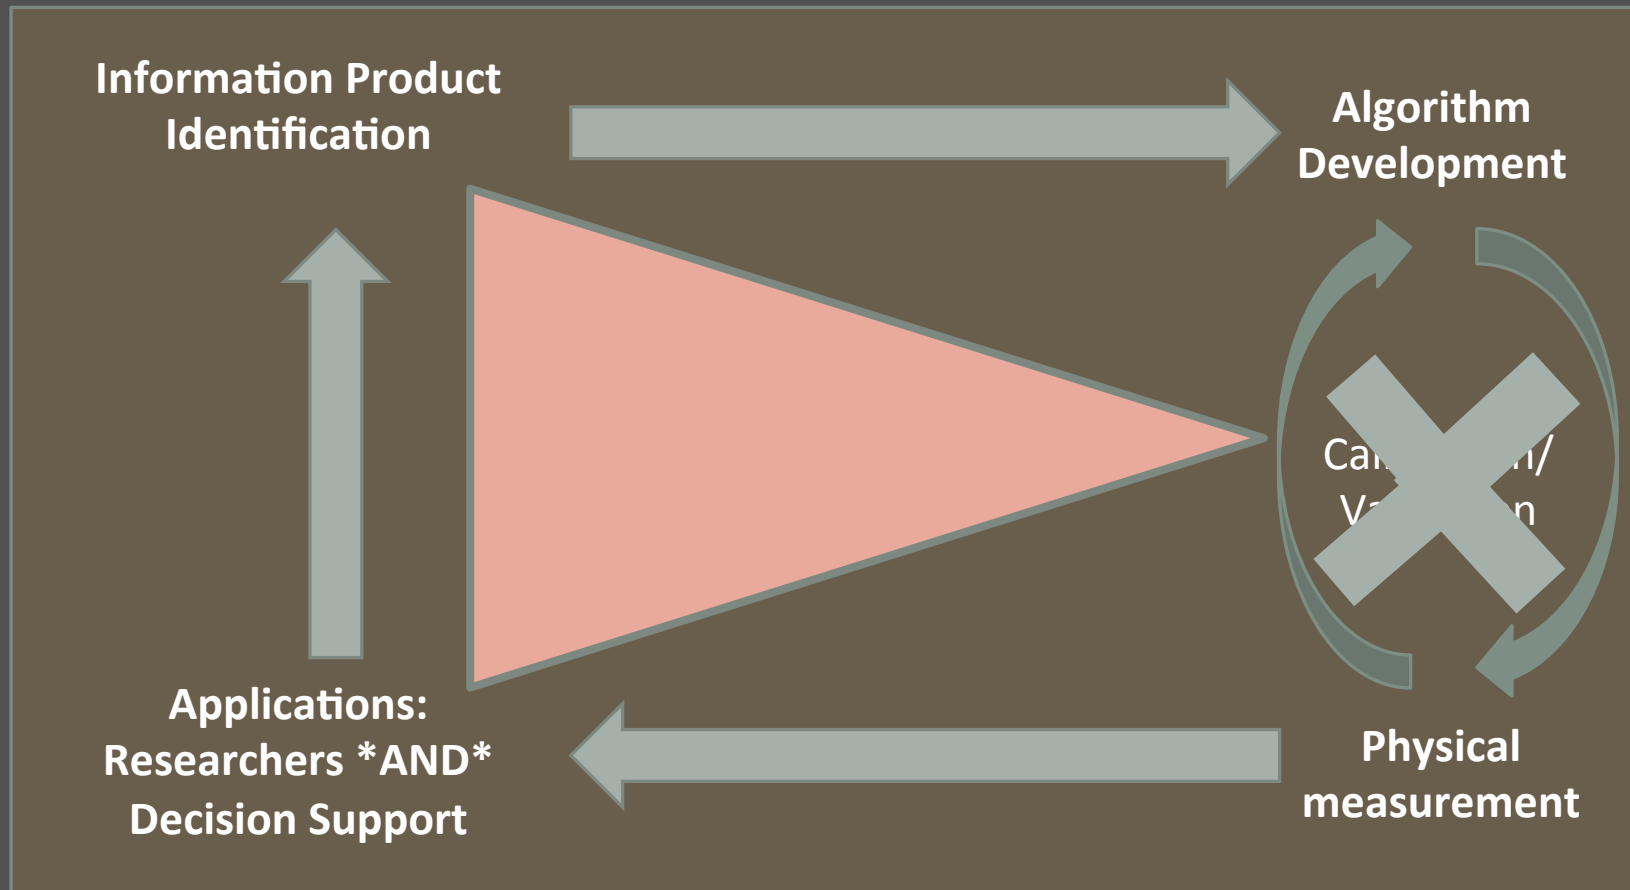 Information Product
Identification
Algorithm
Development
Applications:
Researchers *AND*
Decision Support
Physical
measurement